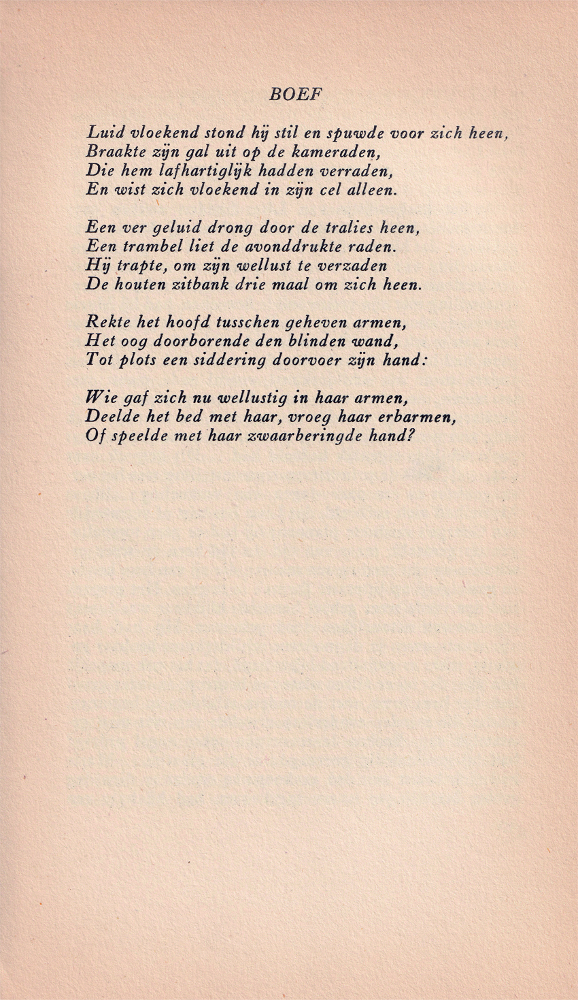 BOEF
Luid vloekend stond hij stil en spuwde voor zich heen,
Braakte zijn gal uit op de kameraden,
Die hem lafhartiglijk hadden verraden,
En wist zich vloekend in zijn cel alleen.
Een ver geluid drong door de tralies heen,
Een trambel liet de avonddrukte raden.
Hij trapte, om zijn wellust te verzaden
De houten zitbank drie maal om zich heen.
Rekte het hoofd tusschen geheven armen,
Het oog doorborende den blinden wand,
Tot plots een siddering doorvoer zijn hand:
Wie gaf zich nu wellustig in haar armen,
Deelde het bed met haar, vroeg haar erbarmen,
Of speelde met haar zwaarberingde hand?